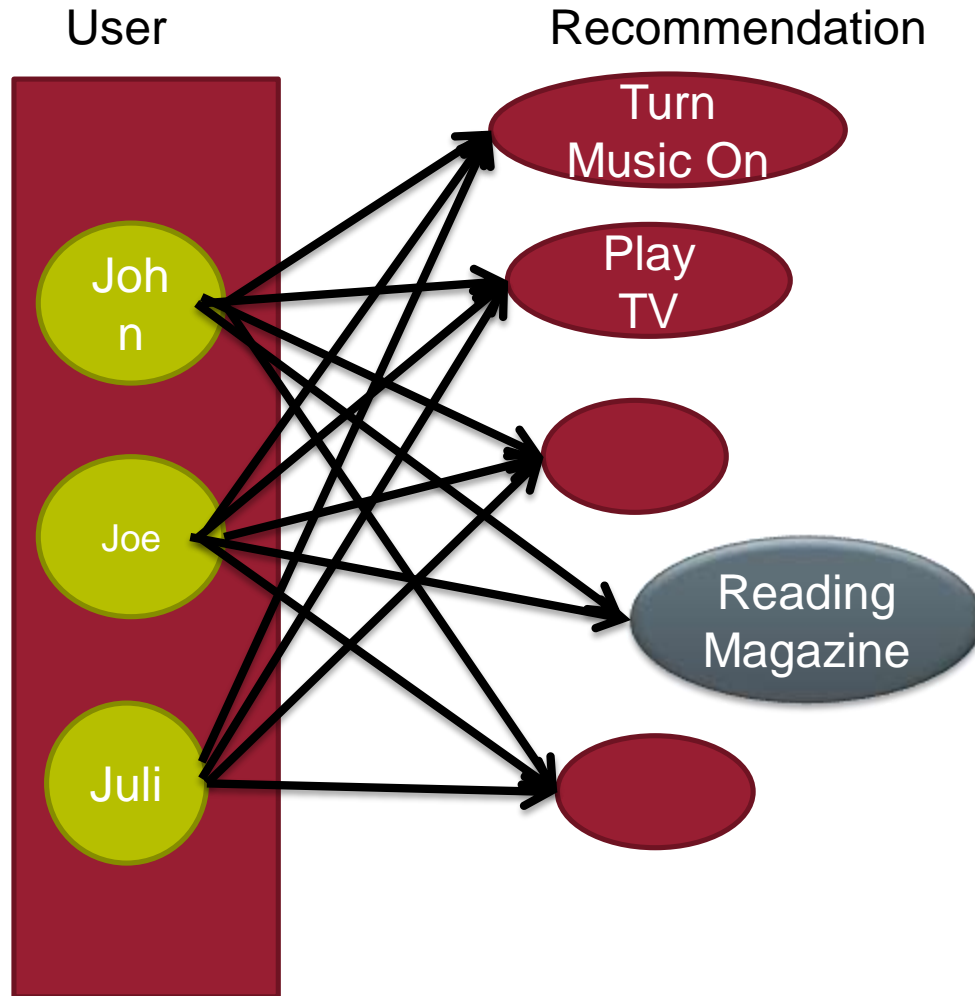 User
Recommendation
Turn
Music On
Joh
n
Play
TV
Joe
Reading
Magazine
Juli